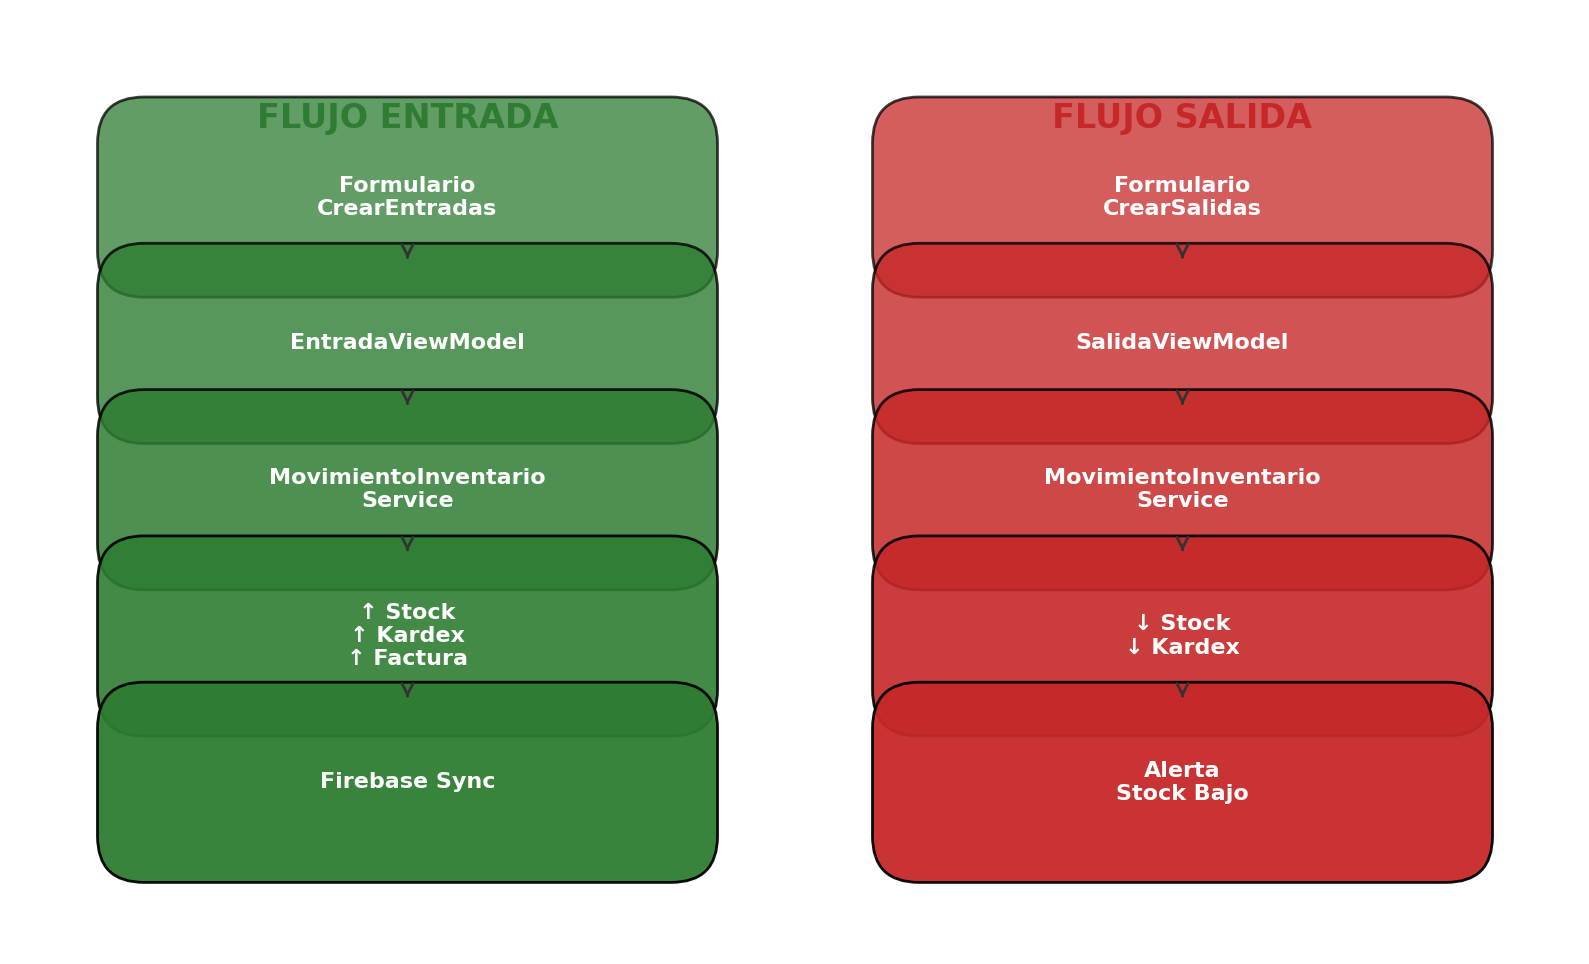 FLUJO ENTRADA
Formulario
CrearEntradas
EntradaViewModel
MovimientoInventario
Service
↑ Stock
↑ Kardex
↑ Factura
Firebase Sync
FLUJO SALIDA
Formulario
CrearSalidas
SalidaViewModel
MovimientoInventario
Service
↓ Stock
↓ Kardex
Alerta
Stock Bajo